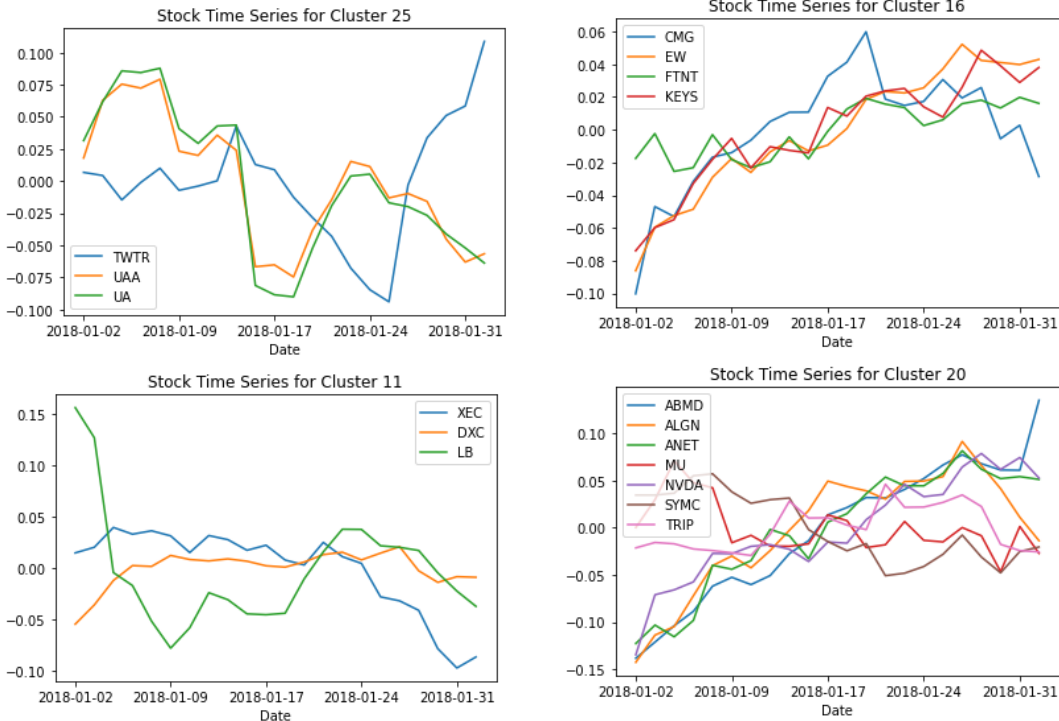 Stock Time Series for Cluster 25
0.100
0.075
0.050
0.025
0.000
−0.025
−0.050
−0.075
−0.100
TWTR
UAA
UA
2018-01-02 2018-01-09 2018-01-17 2018-01-24 2018-01-31
Date
Stock Time Series for Cluster 16
0.06
0.04
0.02
0.00
−0.02
−0.04
−0.06
−0.08
−0.10
CMG
EW
FTNT
KEYS
2018-01-02 2018-01-09 2018-01-17 2018-01-24 2018-01-31
Date
Stock Time Series for Cluster 11
0.15
0.10
0.05
0.00
−0.05
−0.10
XEC
DXC
LB
2018-01-02 2018-01-09 2018-01-17 2018-01-24 2018-01-31
Date
Stock Time Series for Cluster 20
0.10
0.05
0.00
−0.05
−0.10
−0.15
ABMD
ALGN
ANET
MU
NVDA
SYMC
TRIP
2018-01-02 2018-01-09 2018-01-17 2018-01-24 2018-01-31
Date